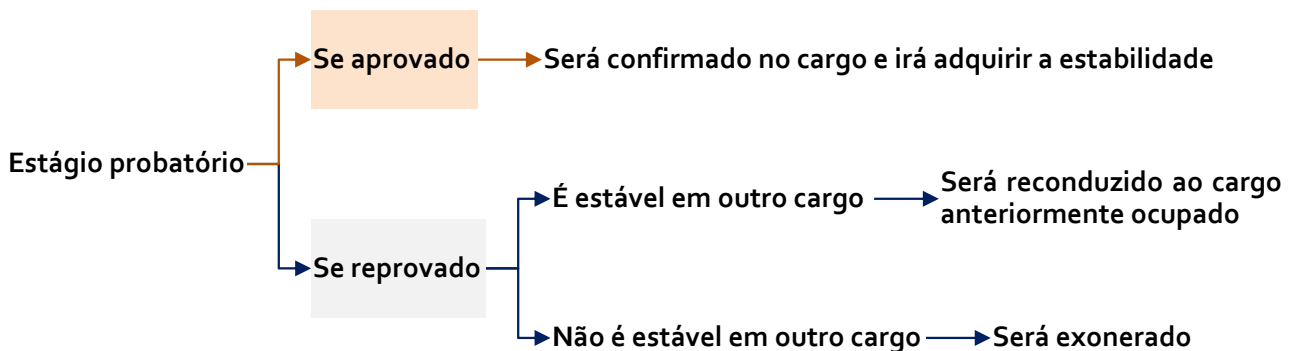 Se aprovado
Será confirmado no cargo e irá adquirir a estabilidade
Estágio probatório
É estável em outro cargo
Será reconduzido ao cargo
anteriormente ocupado
Se reprovado
Não é estável em outro cargo
Será exonerado